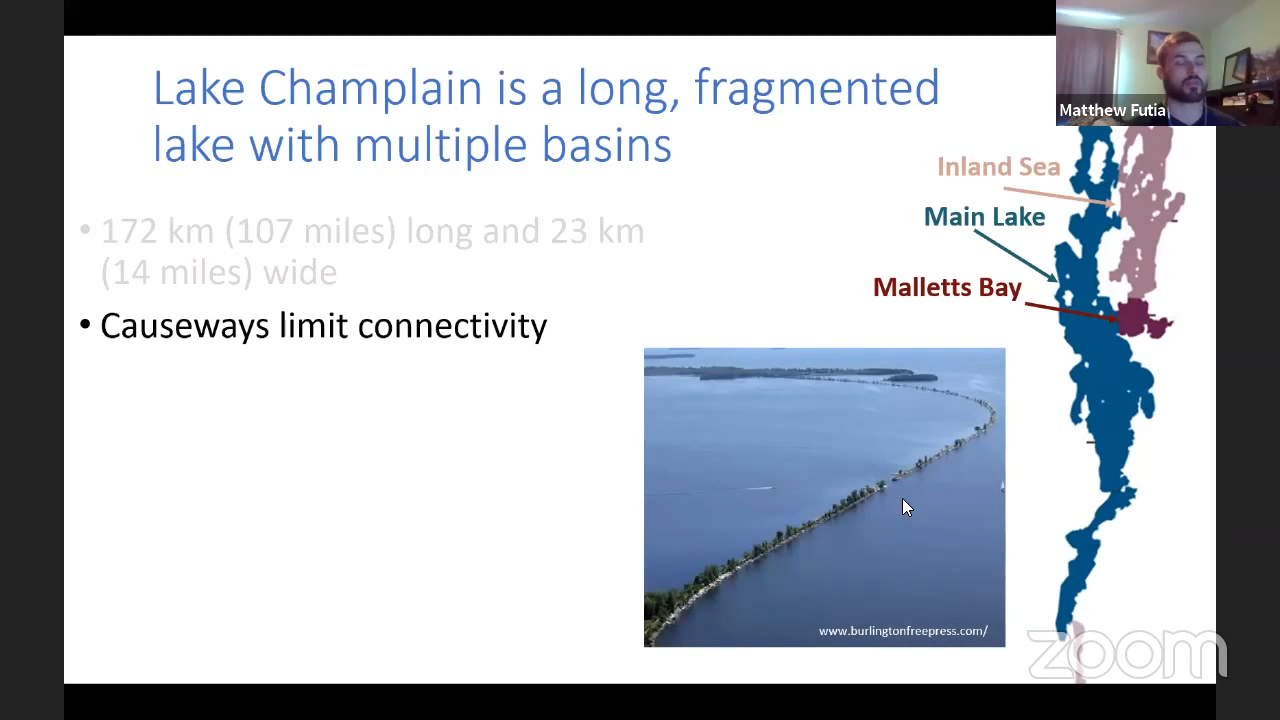 Lake Champlain is a long, fragmented
lake with multiple basins
Matthew Futia
Inland Sea
Main Lake
Malletts Bay
• 172 km (107 miles) long and 23 km
(14 miles) wide
• Causeways limit connectivity
www.burlingtonfreepress.com/
zoom